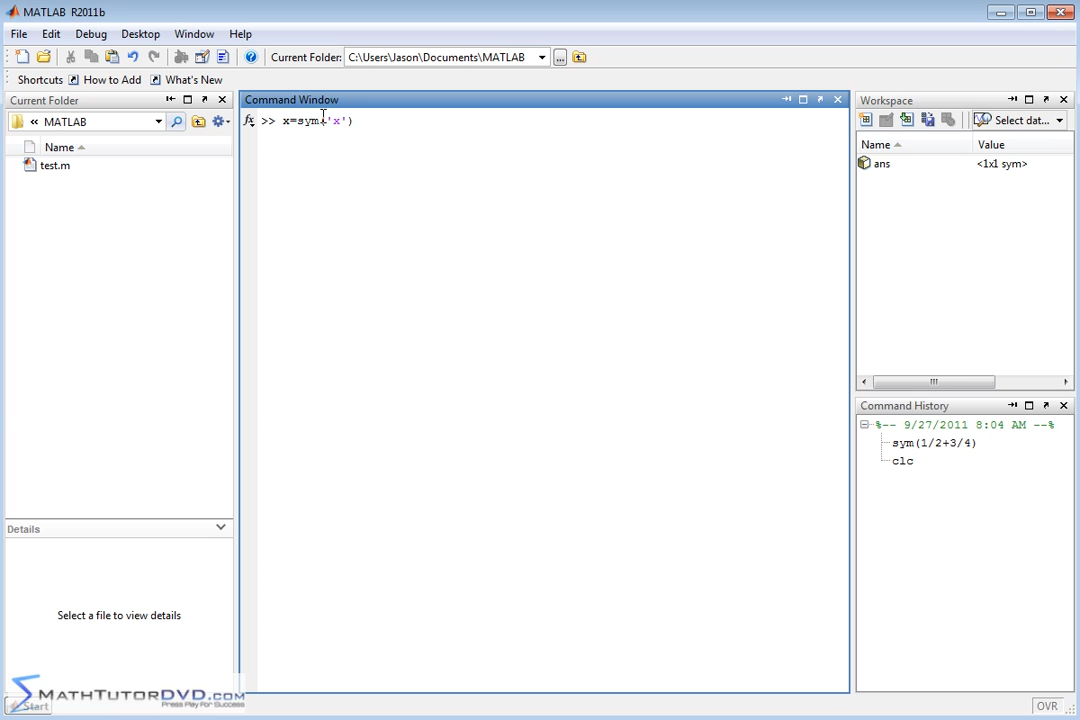 MATLAB R2011b
File Edit Debug Desktop Window Help
Current Folder: C:\Users\Jason\Documents\MATLAB ...
Shortcuts How to Add What's New
Current Folder
« MATLAB
Name
test.m
Details
Select a file to view details
Command Window
fx >> x=sym('x')
Workspace
Select dat...
Name Value
ans <1x1 sym>
Command History
%-- 9/27/2011 8:04 AM --%
sym(1/2+3/4)
clc
MATHTUTORDVD.COM
Press Play For Success
Start
OVR